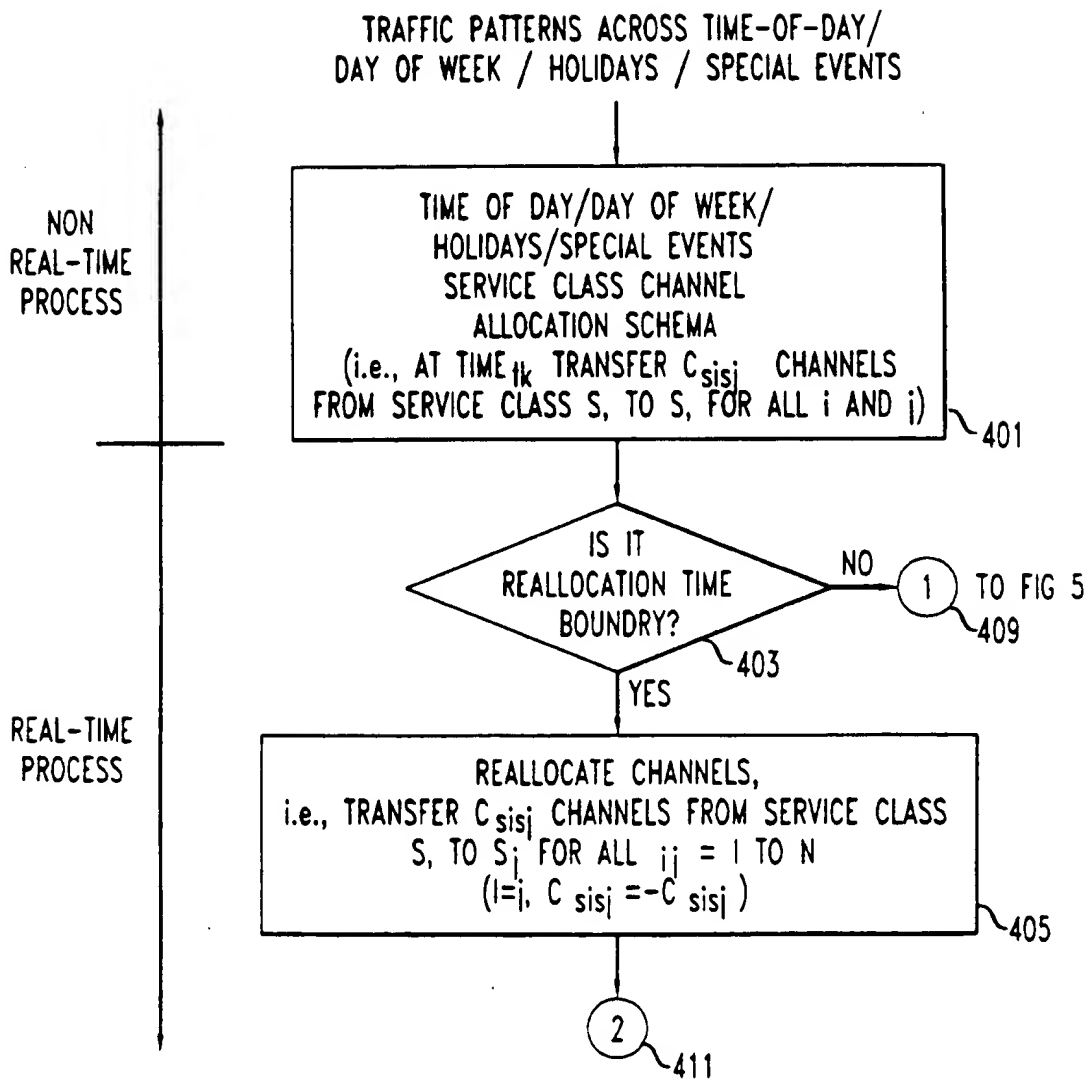 TRAFFIC PATTERNS ACROSS TIME-OF-DAY/
DAY OF WEEK / HOLIDAYS / SPECIAL EVENTS
NON
REAL-TIME
PROCESS
TIME OF DAY/DAY OF WEEK/
HOLIDAYS/SPECIAL EVENTS
SERVICE CLASS CHANNEL
ALLOCATION SCHEMA
(i.e., AT TIME tk TRANSFER C sisj CHANNELS
FROM SERVICE CLASS S, TO S, FOR ALL i AND j)
401
IS IT
REALLOCATION TIME
BOUNDRY?
403
NO
1
TO FIG 5
409
YES
REAL-TIME
PROCESS
REALLOCATE CHANNELS,
i.e., TRANSFER C sisj CHANNELS FROM SERVICE CLASS
S, TO Sj FOR ALL ij = I TO N
(I=j, C sisj =-C sisj )
405
2
411